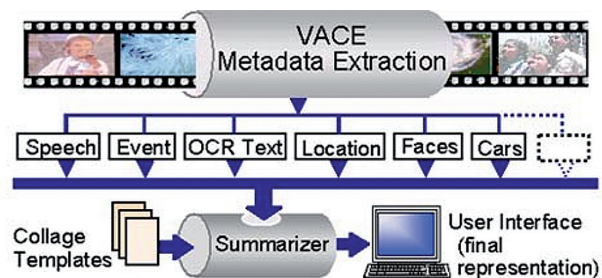 VACE
Metadata Extraction
Speech
Event
OCR Text
Location
Faces
Cars
Collage
Templates
Summarizer
User Interface
(final
representation)